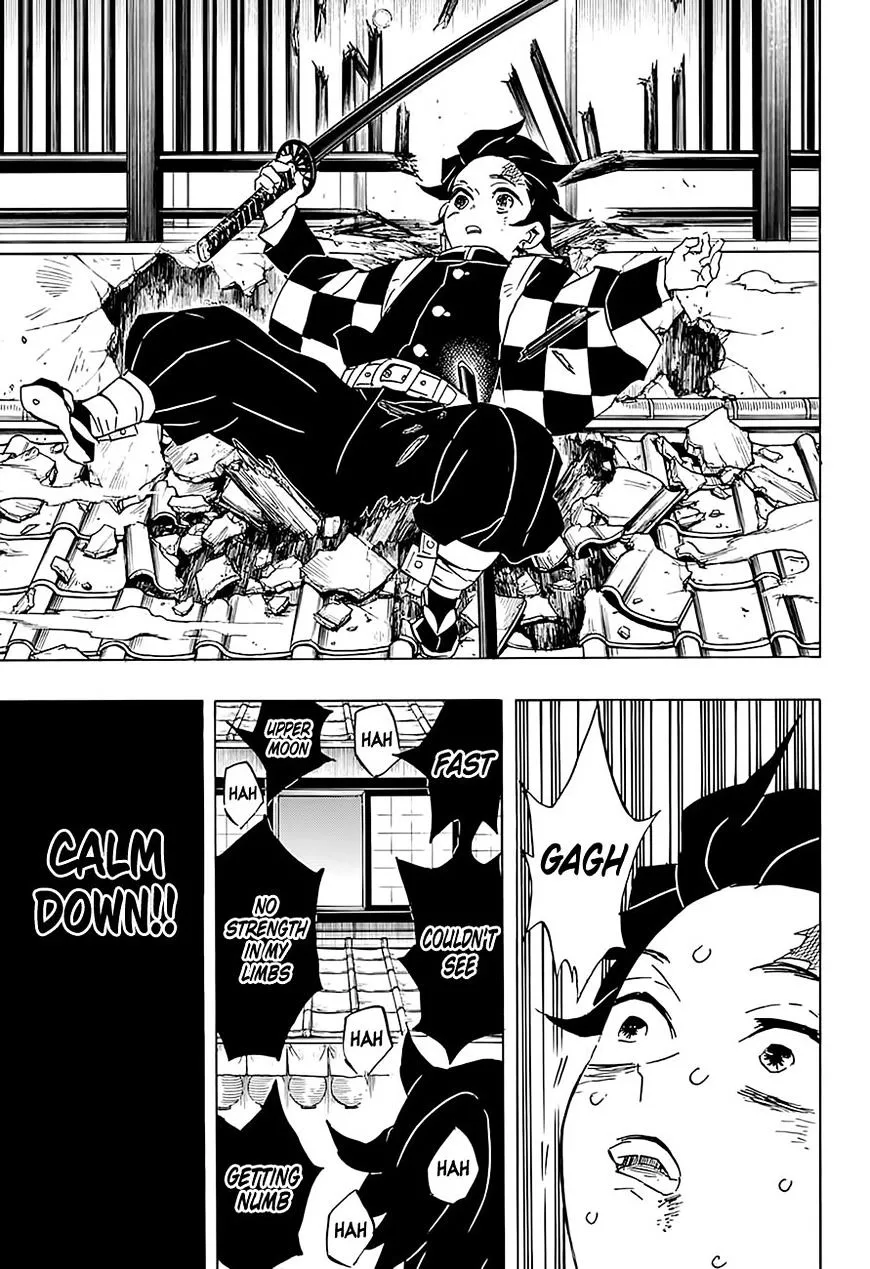 GAGH
FAST
HAH
UPPER
MOON
HAH
COULDN'T
SEE
NO
STRENGTH
IN MY
LIMBS
HAH
HAH
GETTING
NUMB
HAH
CALM
DOWN!!